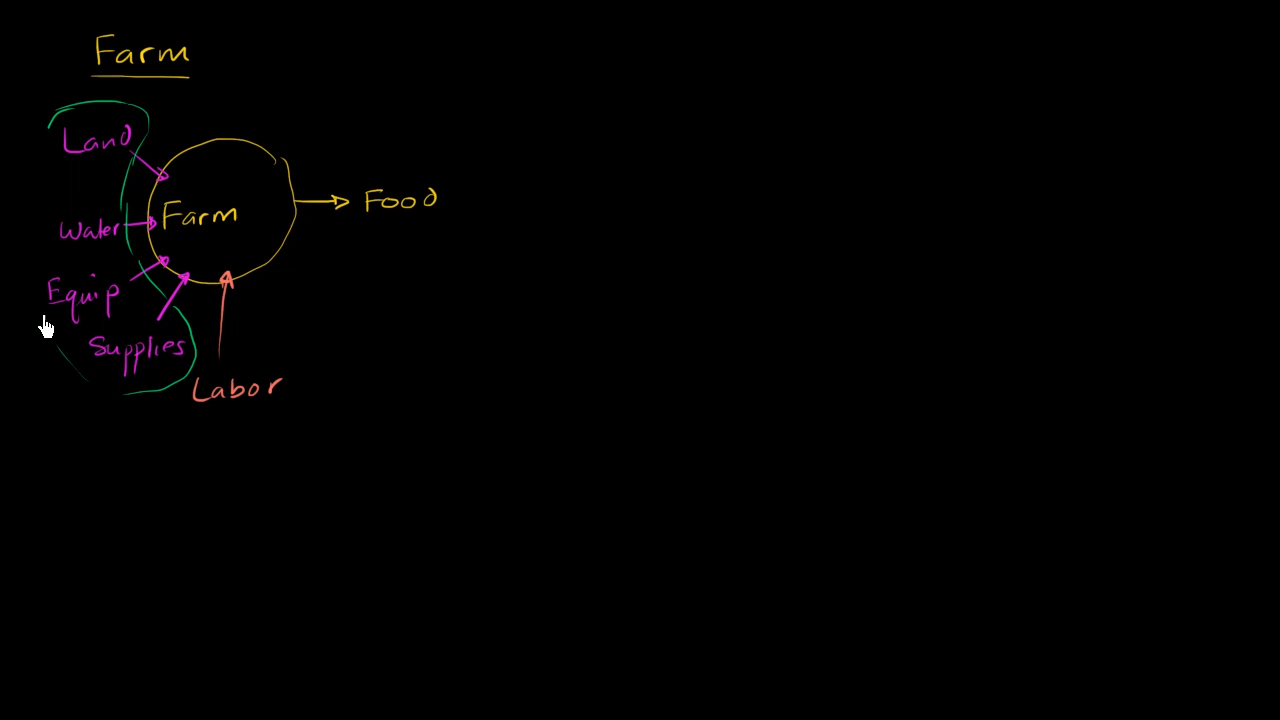 Farm
Land
Farm
Food
Water
Equip
Supplies
Labor